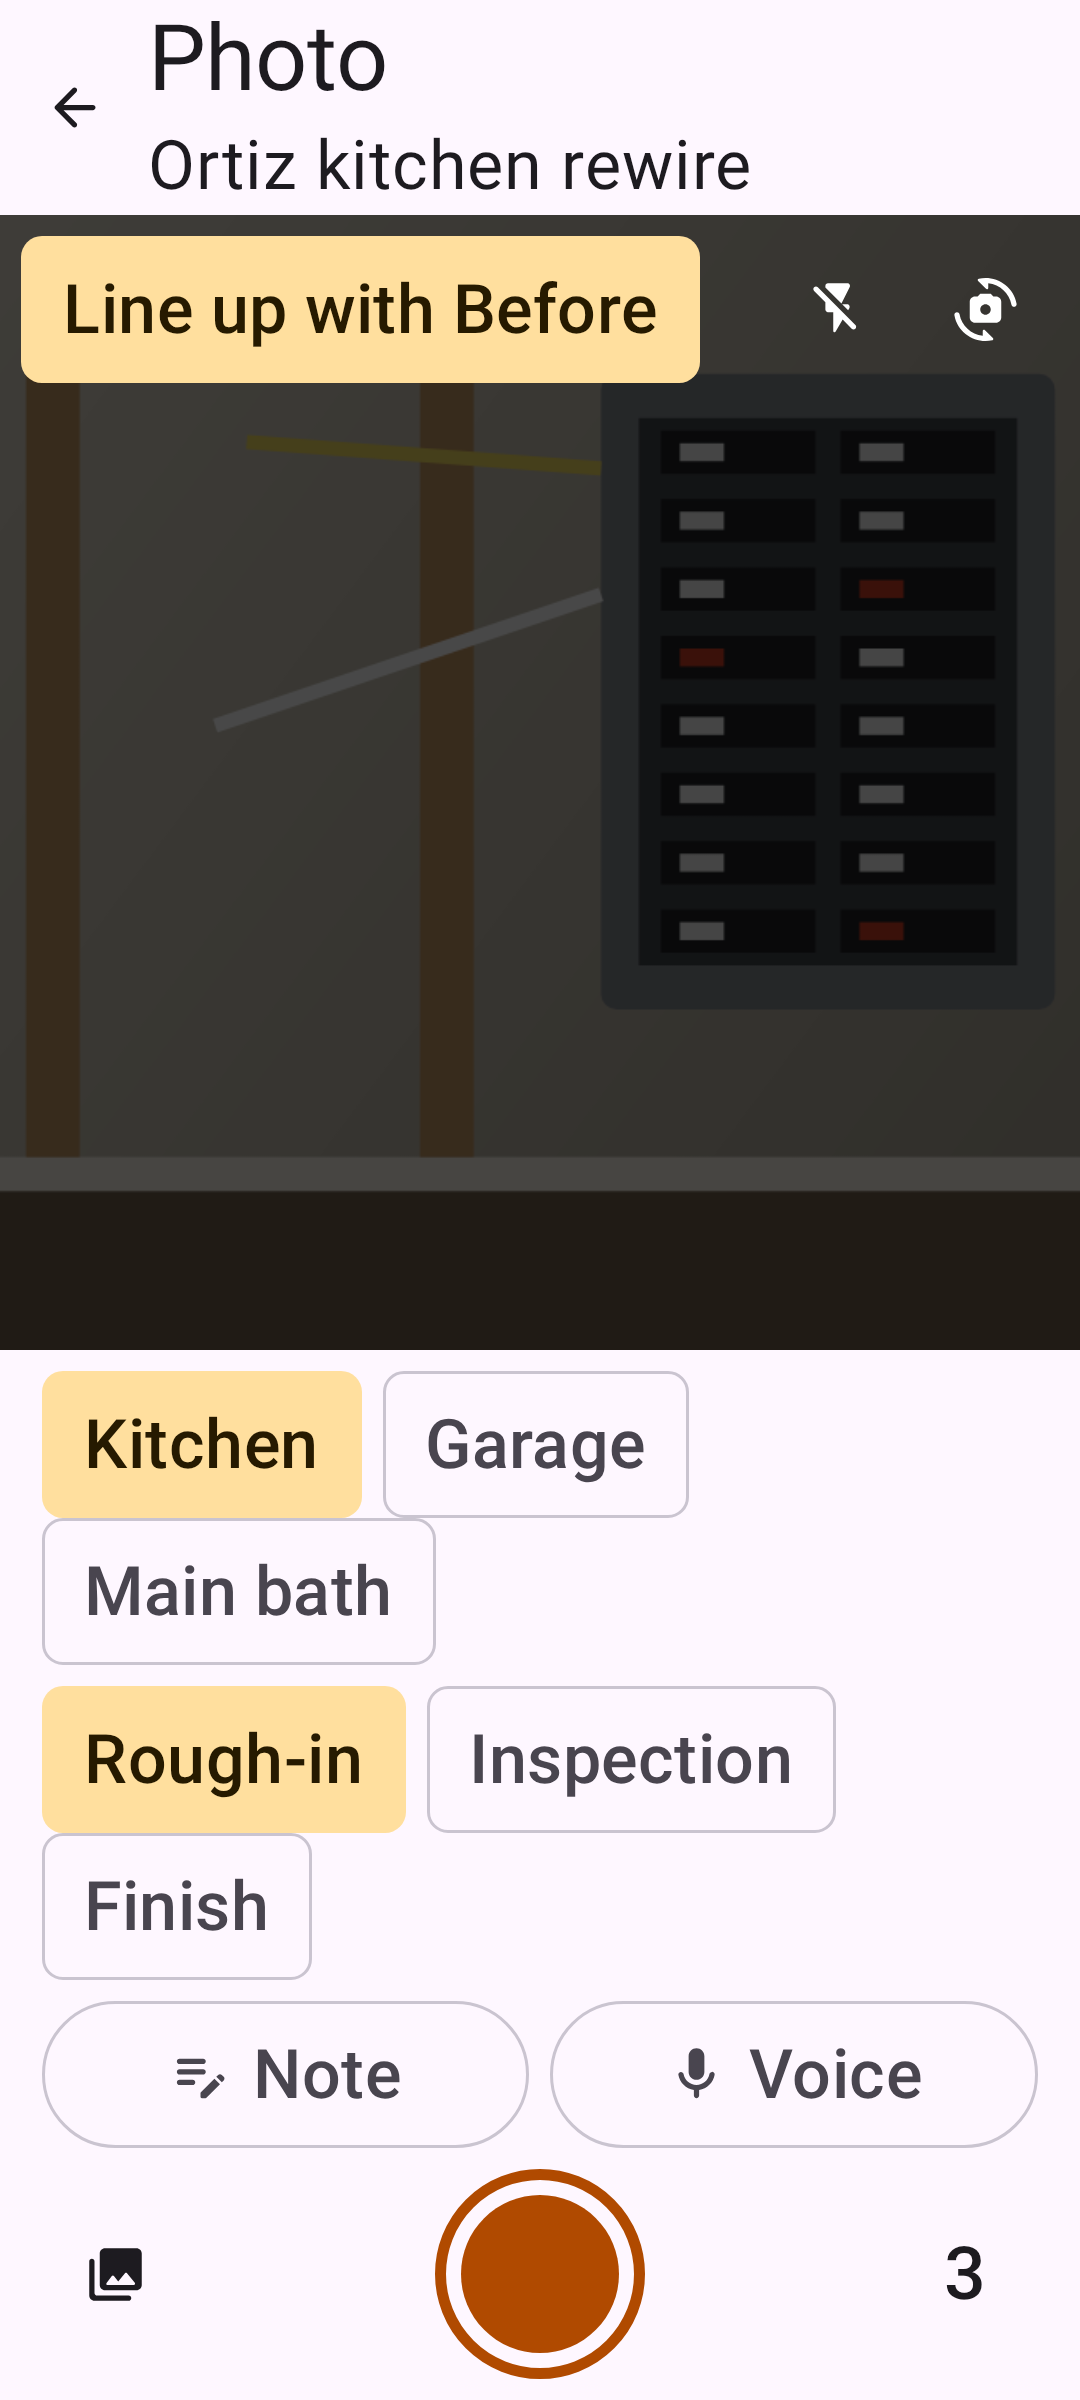 Photo
Ortiz kitchen rewire
Line up with Before
Kitchen
Garage
Main bath
Rough-in
Inspection
Finish
Note
Voice
3